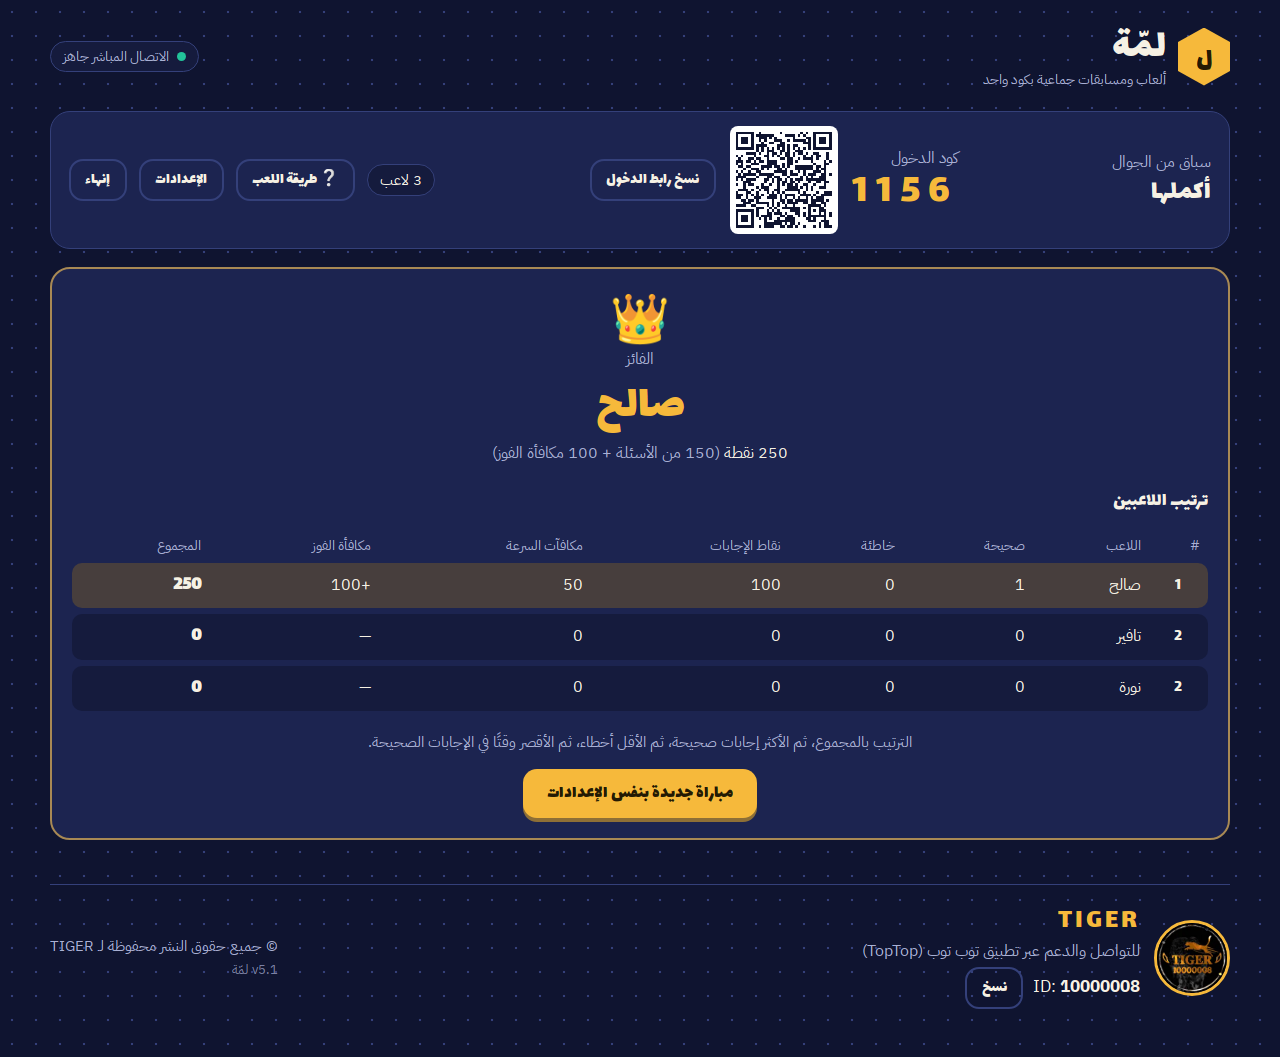 ل
لمّة
ألعاب ومسابقات جماعية بكود واحد
الاتصال المباشر جاهز
سباق من الجوال
أكملها
كود الدخول
1156
نسخ رابط الدخول
3 لاعب
❔ طريقة اللعب
الإعدادات
إنهاء
الفائز
صالح
250 نقطة (150 من الأسئلة + 100 مكافأة الفوز)
ترتيب اللاعبين
# اللاعب صحيحة خاطئة نقاط الإجابات مكافآت السرعة مكافأة الفوز المجموع
1 صالح 1 0 100 50 +100 250
2 تافير 0 0 0 0 — 0
2 نورة 0 0 0 0 — 0
الترتيب بالمجموع، ثم الأكثر إجابات صحيحة، ثم الأقل أخطاء، ثم الأقصر وقتًا في الإجابات الصحيحة.
مباراة جديدة بنفس الإعدادات
TIGER
10000008
TIGER
للتواصل والدعم عبر تطبيق توب توب (TopTop)
ID: 10000008
نسخ
© جميع حقوق النشر محفوظة لـ TIGER
لمّة v5.1